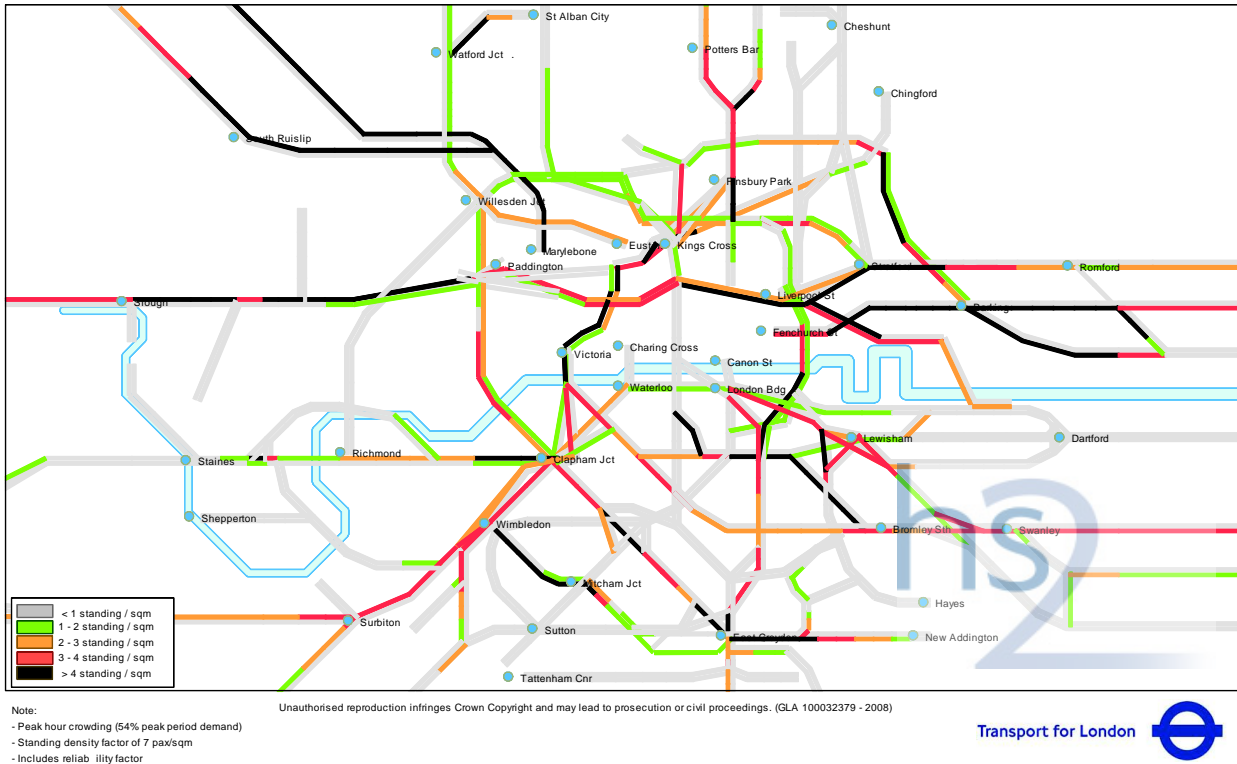 St Alban City
Cheshunt
Watford Jct .
Potters Bar
Chingford
South Ruislip
Finsbury Park
Willesden Jct
Marylebone
Kings Cross
Paddington
Stratford
Romford
Slough
Liverpool St
Barking
Fenchurch St
Victoria
Charing Cross
Canon St
Waterloo
London Bdg
Lewisham
Dartford
Staines
Richmond
Clapham Jct
Shepperton
Wimbledon
Bromley Sth
Swanley
hs2
Mitcham Jct
Hayes
Surbiton
Sutton
East Croydon
New Addington
Tattenham Cnr
< 1 standing / sqm
1 - 2 standing / sqm
2 - 3 standing / sqm
3 - 4 standing / sqm
> 4 standing / sqm
Note:
- Peak hour crowding (54% peak period demand)
- Standing density factor of 7 pax/sqm
- Includes reliab ility factor
Unauthorised reproduction infringes Crown Copyright and may lead to prosecution or civil proceedings. (GLA 100032379 - 2008)
Transport for London